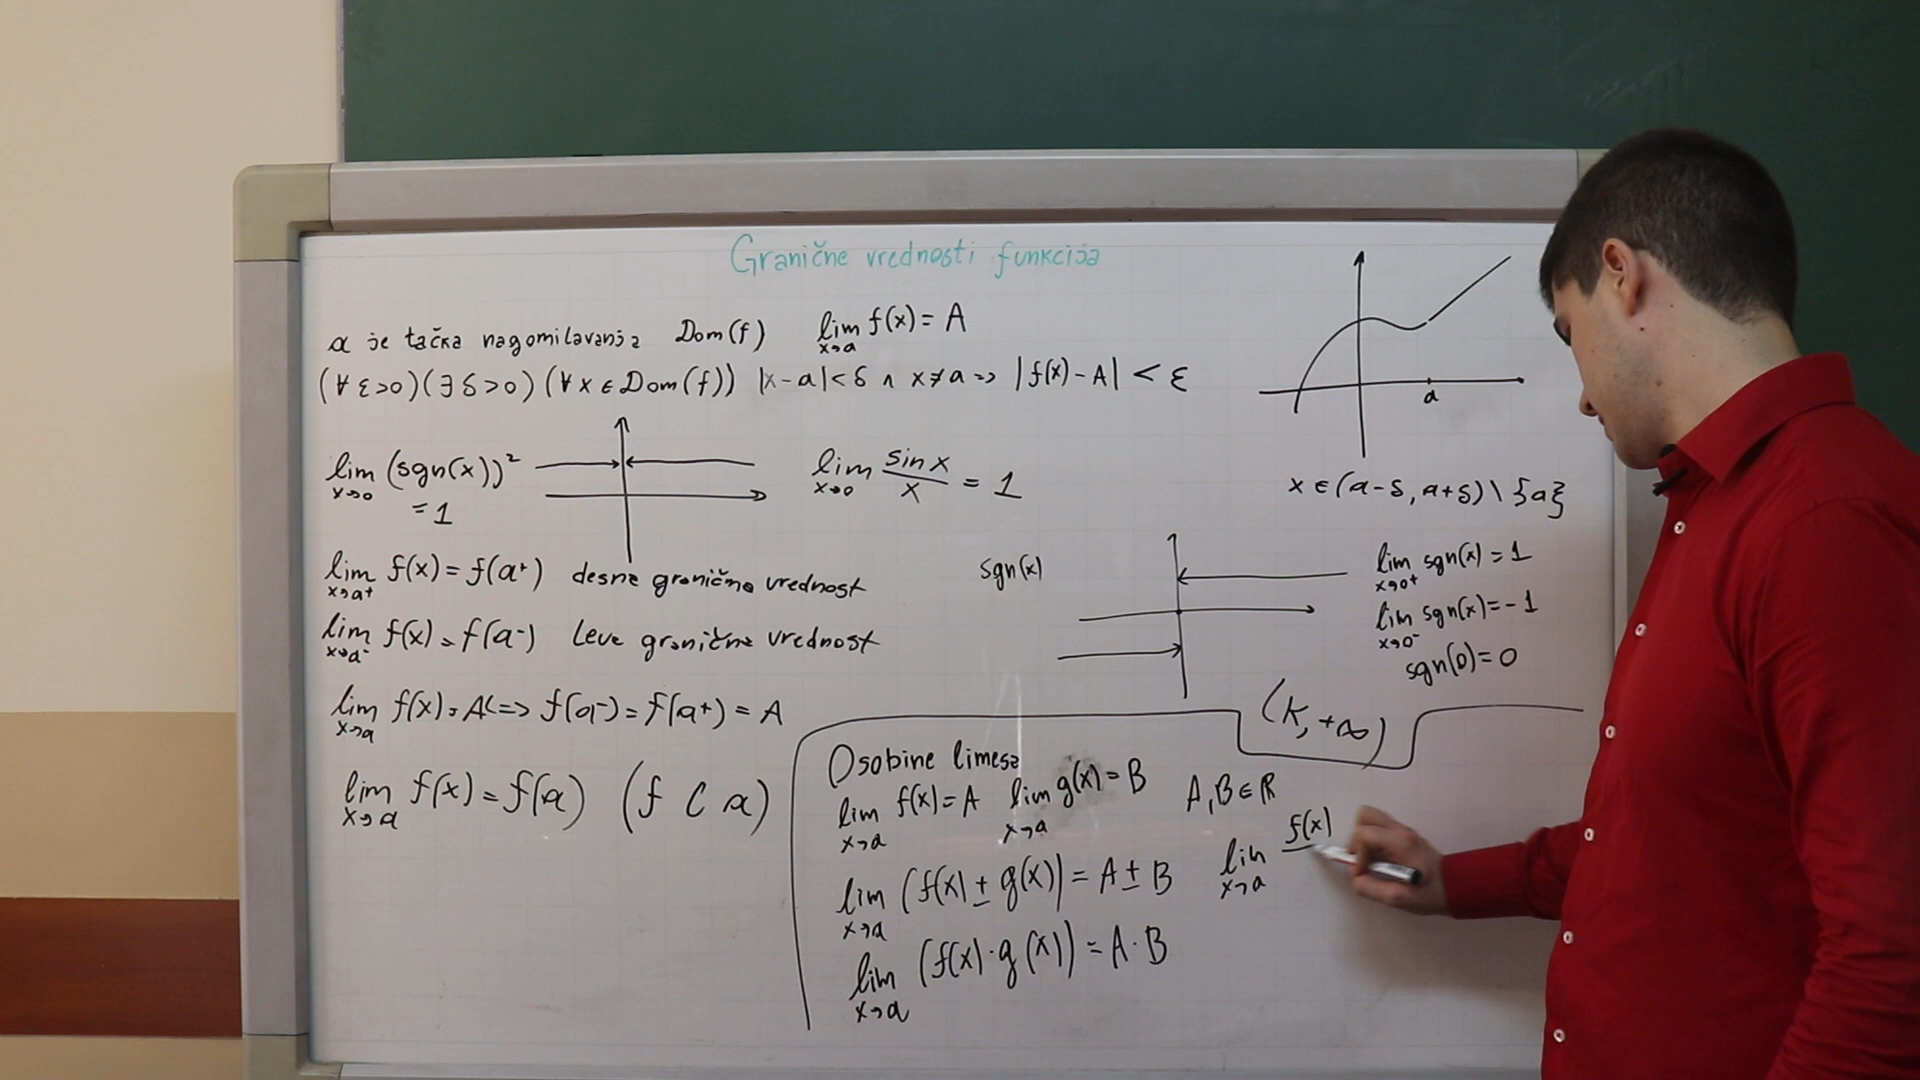 Granične vrednosti funkcija
a je tačka nagomilavanja Dom(f) lim x→a f(x) = A
(∀ε>0)(∃δ>0)(∀x∈Dom(f)) |x-a|<δ ∧ x≠a => |f(x)-A| < ε
a
x∈(a-δ, a+δ)\{a}
lim x→0 (sgn(x))² = 1
lim x→0 sin x / x = 1
lim x→a+ f(x) = f(a+) desna granična vrednost
lim x→a- f(x) = f(a-) leva granična vrednost
lim x→a f(x) = A <=> f(a-) = f(a+) = A
lim x→a f(x) = f(a) (f C a)
sgn(x)
lim x→0+ sgn(x) = 1
lim x→0- sgn(x) = -1
sgn(0) = 0
(K, +∞)
Osobine limesa
lim x→a f(x) = A lim x→a g(x) = B A, B ∈ R
lim x→a (f(x) ± g(x)) = A ± B
lim x→a (f(x)·g(x)) = A·B
lim x→a f(x)